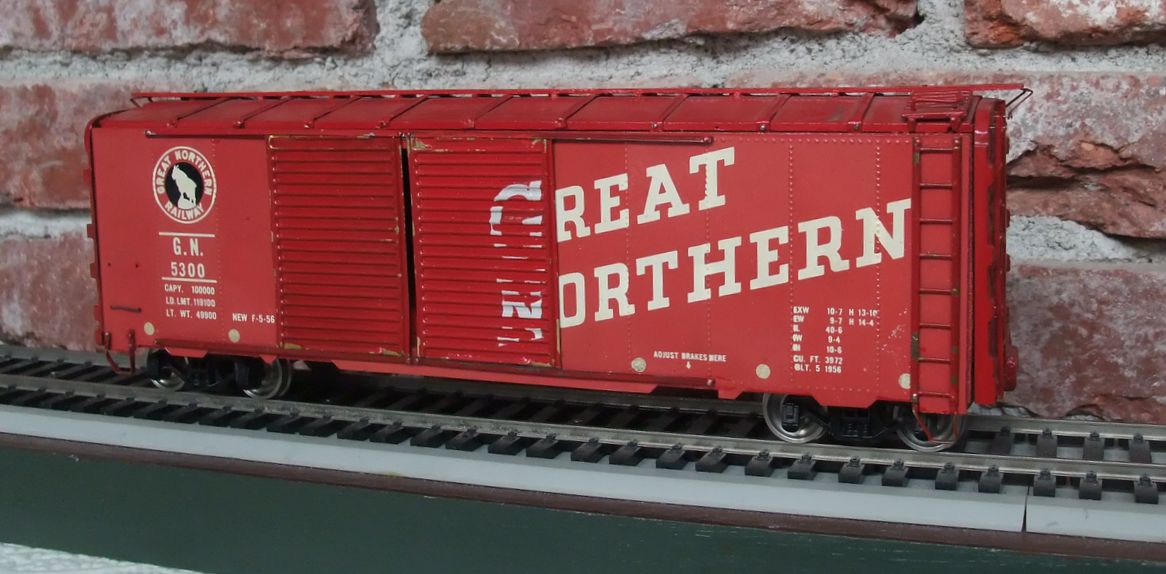 GREAT NORTHERN
RAILWAY
G.N.
5300
CAPY. 100000
LD. LMT. 119100
LT. WT. 49900
NEW F-5-56
GREAT
NORTHERN
ADJUST BRAKES HERE
EXW 10-7 H 13-10
EW 9-7 H 14-4
IL 40-6
IW 9-4
IH 10-6
CU. FT. 3972
BLT. 5 1956